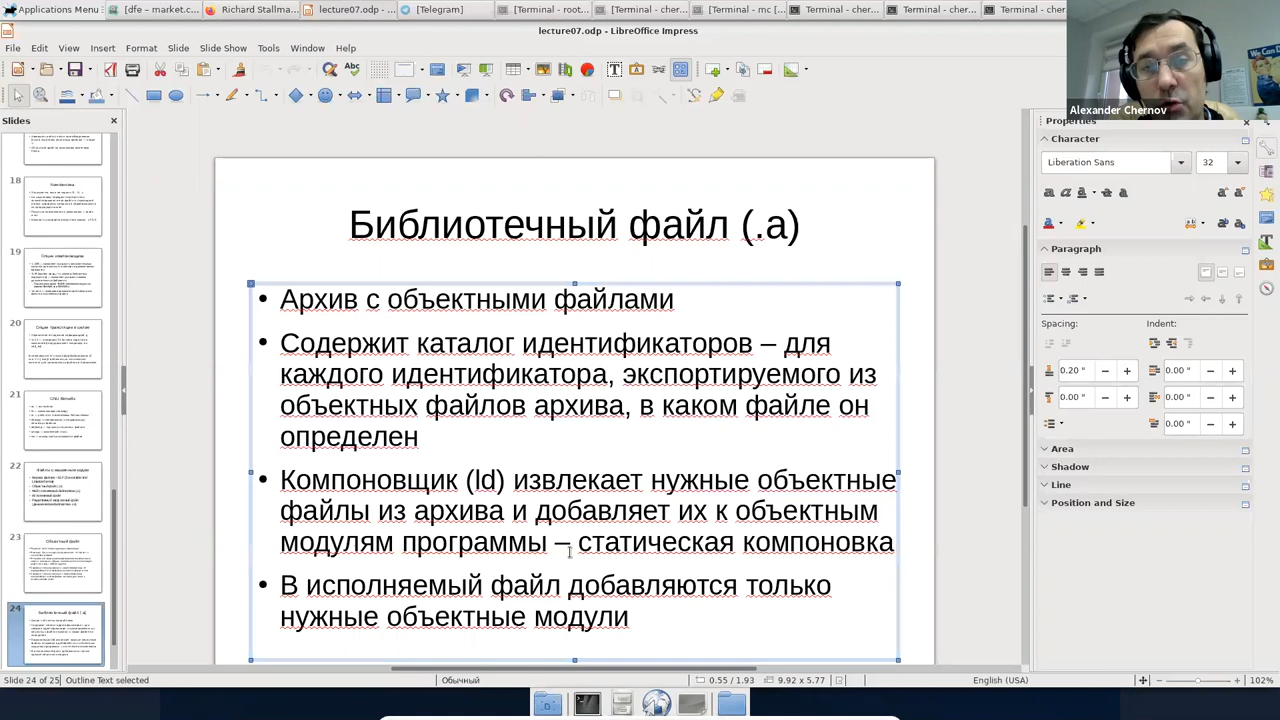 Applications Menu
[dfe – market.c...
Richard Stallma...
lecture07.odp -...
[Telegram]
[Terminal - root...
[Terminal - cher...
[Terminal - mc [...
Terminal - cher...
Terminal - cher...
Terminal - cher...
lecture07.odp - LibreOffice Impress
File Edit View Insert Format Slide Slide Show Tools Window Help
Alexander Chernov
Slides
Properties
Character
Liberation Sans
32
Библиотечный файл (.a)
• Архив с объектными файлами
• Содержит каталог идентификаторов – для
каждого идентификатора, экспортируемого из
объектных файлов архива, в каком файле он
определен
• Компоновщик (ld) извлекает нужные объектные
файлы из архива и добавляет их к объектным
модулям программы – статическая компоновка
• В исполняемый файл добавляются только
нужные объектные модули
18
19
20
21
22
23
24
Paragraph
Spacing:
Indent:
0.20 "
0.00 "
0.00 "
0.00 "
0.00 "
Area
Shadow
Line
Position and Size
Slide 24 of 25
Outline Text selected
Обычный
0.55 / 1.93
9.92 x 5.77
English (USA)
102%